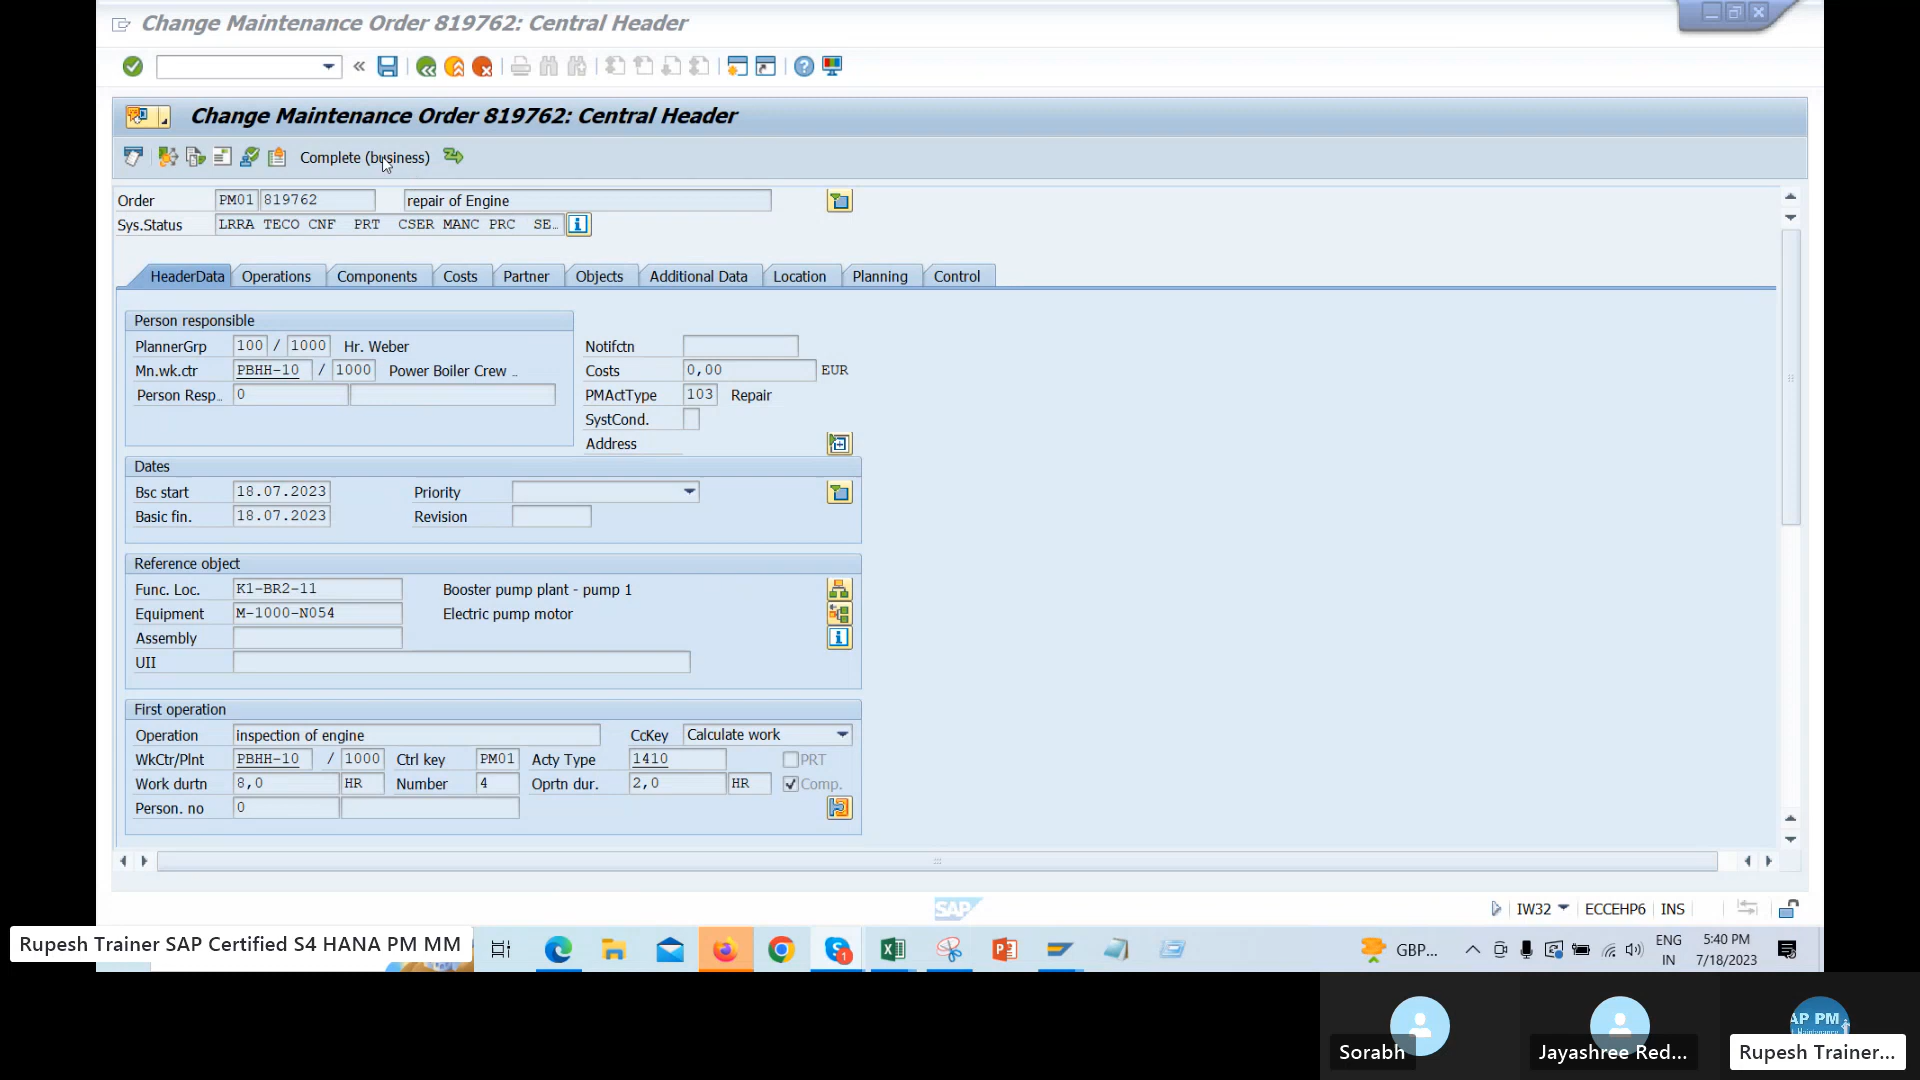 Change Maintenance Order 819762: Central Header
Change Maintenance Order 819762: Central Header
Complete (business)
Order PM01 819762 repair of Engine
Sys.Status LRRA TECO CNF PRT CSER MANC PRC SE…
HeaderData Operations Components Costs Partner Objects Additional Data Location Planning Control
Person responsible
PlannerGrp 100 / 1000 Hr. Weber Notifctn
Mn.wk.ctr PBHH-10 / 1000 Power Boiler Crew … Costs 0,00 EUR
Person Resp… 0 PMActType 103 Repair
SystCond.
Address
Dates
Bsc start 18.07.2023 Priority
Basic fin. 18.07.2023 Revision
Reference object
Func. Loc. K1-BR2-11 Booster pump plant - pump 1
Equipment M-1000-N054 Electric pump motor
Assembly
UII
First operation
Operation inspection of engine CcKey Calculate work
WkCtr/Plnt PBHH-10 / 1000 Ctrl key PM01 Acty Type 1410 PRT
Work durtn 8,0 HR Number 4 Oprtn dur. 2,0 HR Comp.
Person. no 0
SAP
IW32 ECCEHP6 INS
Rupesh Trainer SAP Certified S4 HANA PM MM
1
GBP...
ENG
IN
5:40 PM
7/18/2023
AP PM
Sorabh
Jayashree Red...
Rupesh Trainer...